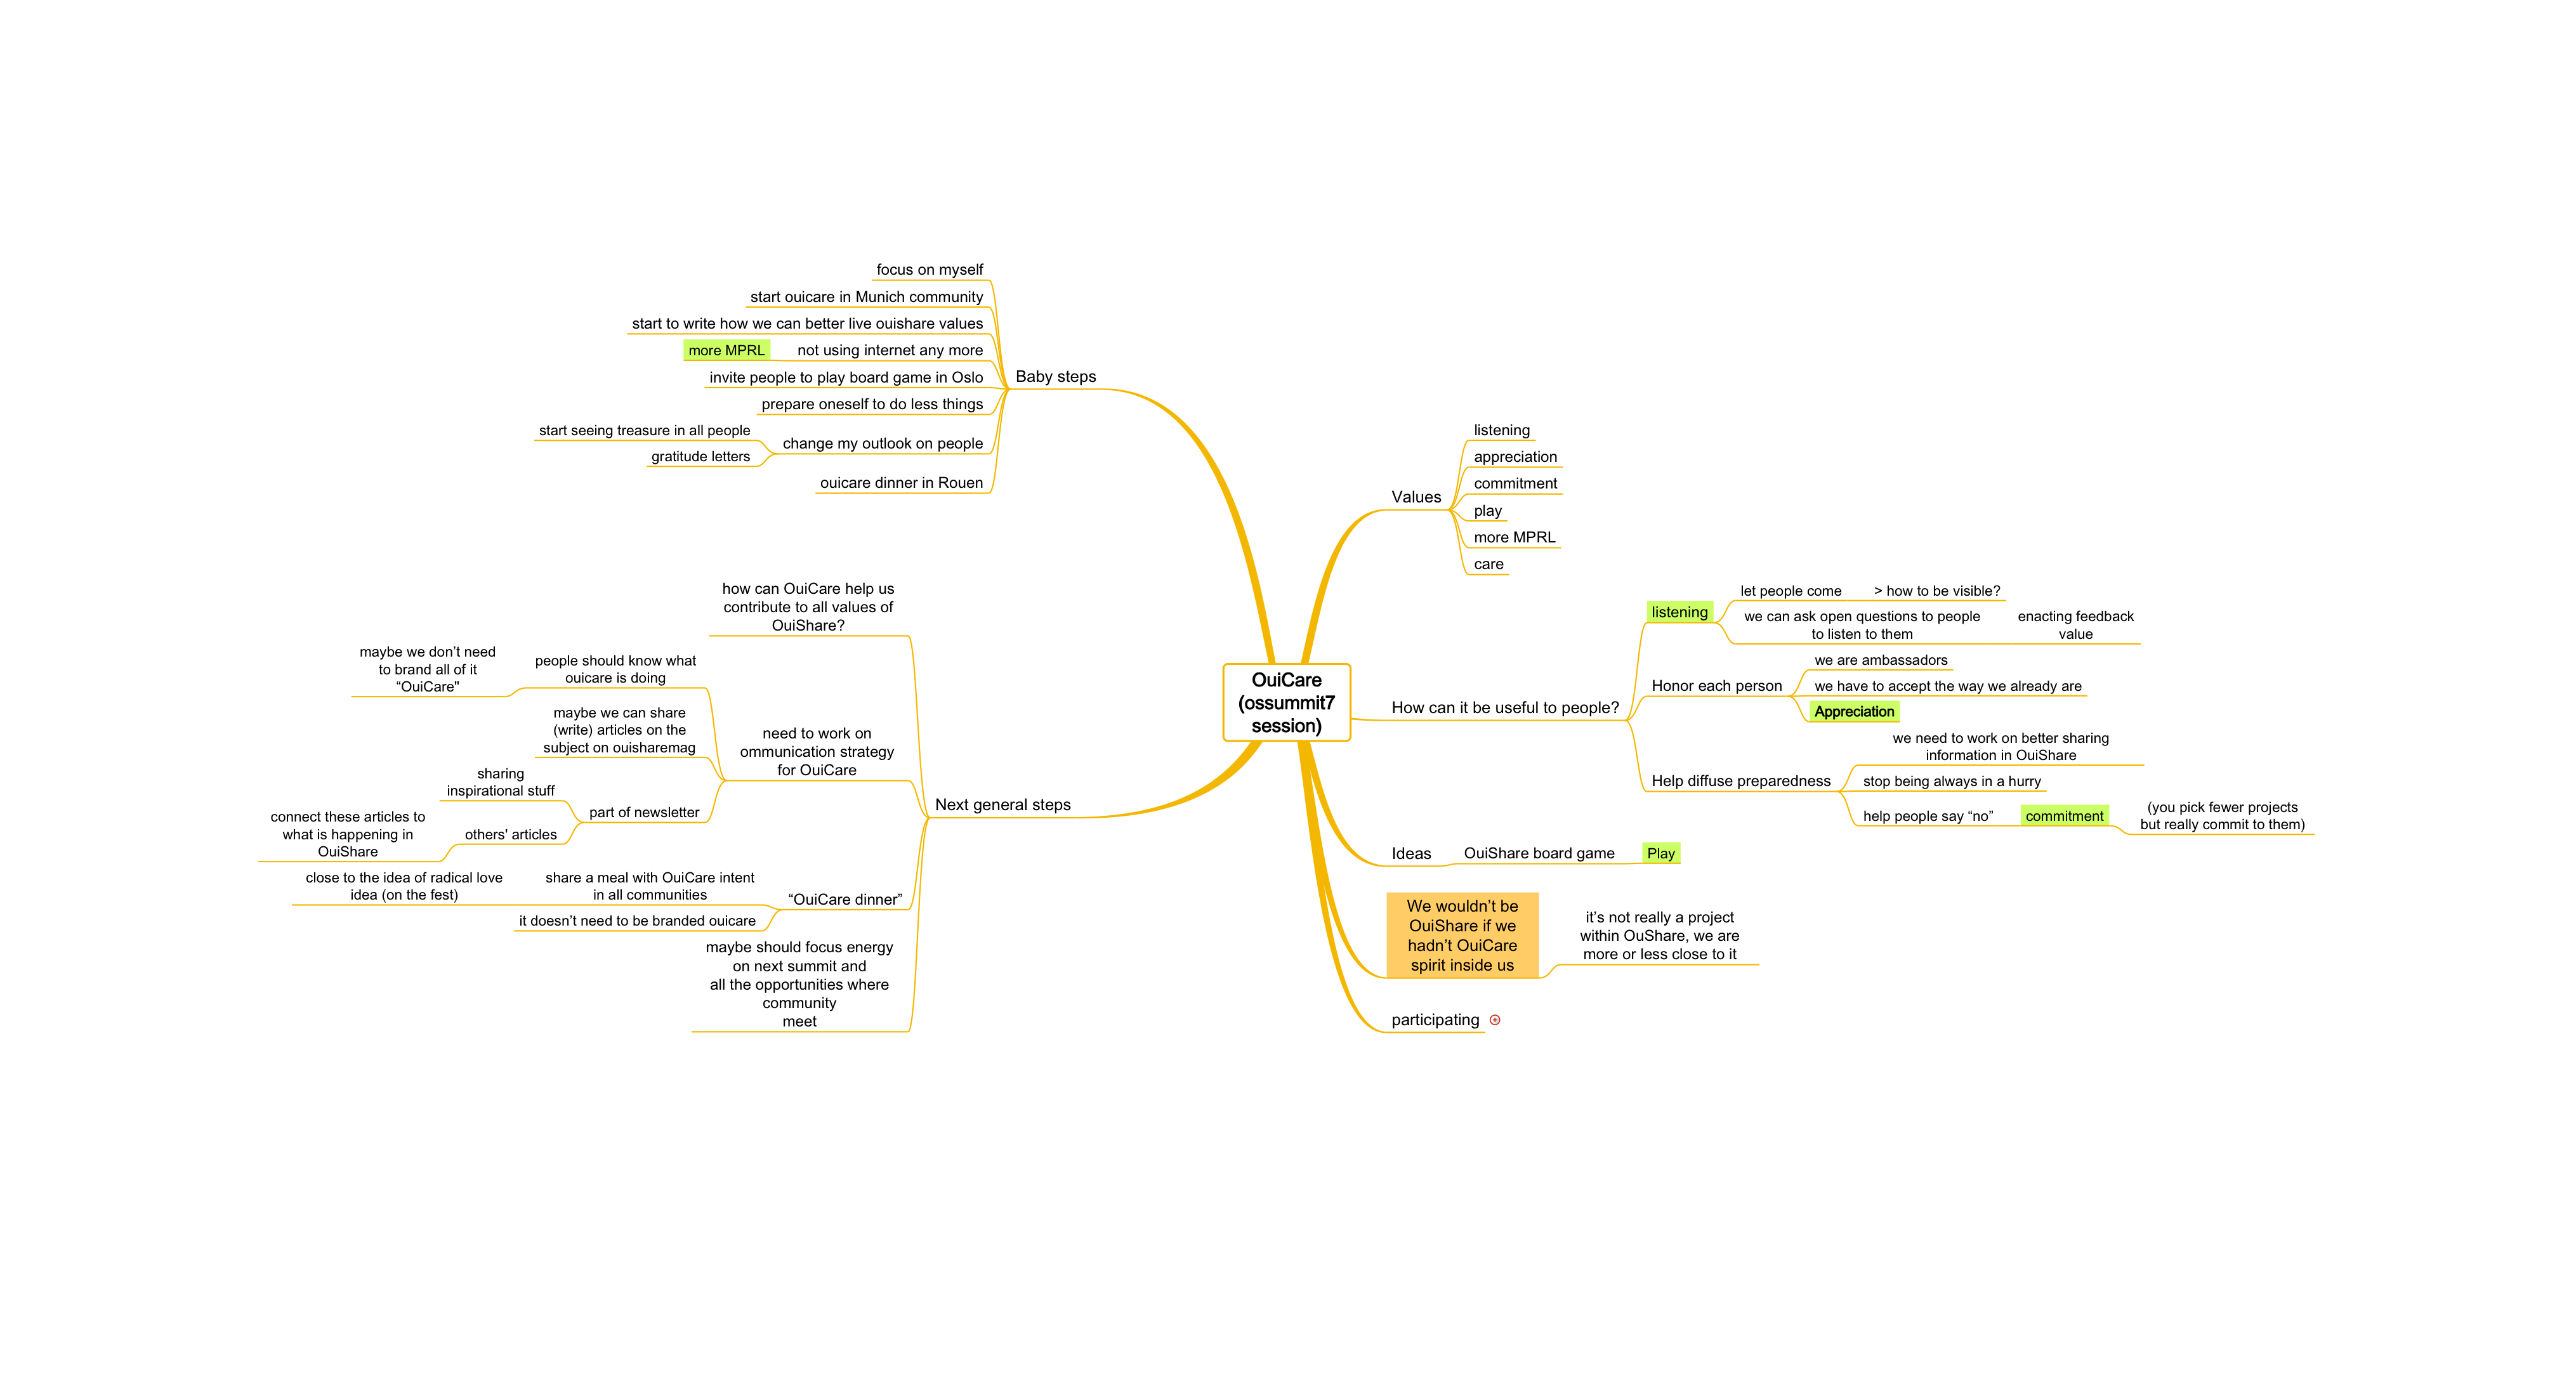 OuiCare
(ossummit7
session)
Values
listening
appreciation
commitment
play
more MPRL
care
How can it be useful to people?
listening
let people come
> how to be visible?
we can ask open questions to people
to listen to them
enacting feedback
value
Honor each person
we are ambassadors
we have to accept the way we already are
Appreciation
Help diffuse preparedness
we need to work on better sharing
information in OuiShare
stop being always in a hurry
help people say “no”
commitment
(you pick fewer projects
but really commit to them)
Ideas
OuiShare board game
Play
We wouldn’t be
OuiShare if we
hadn’t OuiCare
spirit inside us
it’s not really a project
within OuShare, we are
more or less close to it
participating
Baby steps
focus on myself
start ouicare in Munich community
start to write how we can better live ouishare values
not using internet any more
more MPRL
invite people to play board game in Oslo
prepare oneself to do less things
change my outlook on people
start seeing treasure in all people
gratitude letters
ouicare dinner in Rouen
Next general steps
how can OuiCare help us
contribute to all values of
OuiShare?
need to work on
ommunication strategy
for OuiCare
people should know what
ouicare is doing
maybe we don’t need
to brand all of it
“OuiCare"
maybe we can share
(write) articles on the
subject on ouisharemag
part of newsletter
sharing
inspirational stuff
others' articles
connect these articles to
what is happening in
OuiShare
“OuiCare dinner”
share a meal with OuiCare intent
in all communities
close to the idea of radical love
idea (on the fest)
it doesn’t need to be branded ouicare
maybe should focus energy
on next summit and
all the opportunities where
community
meet